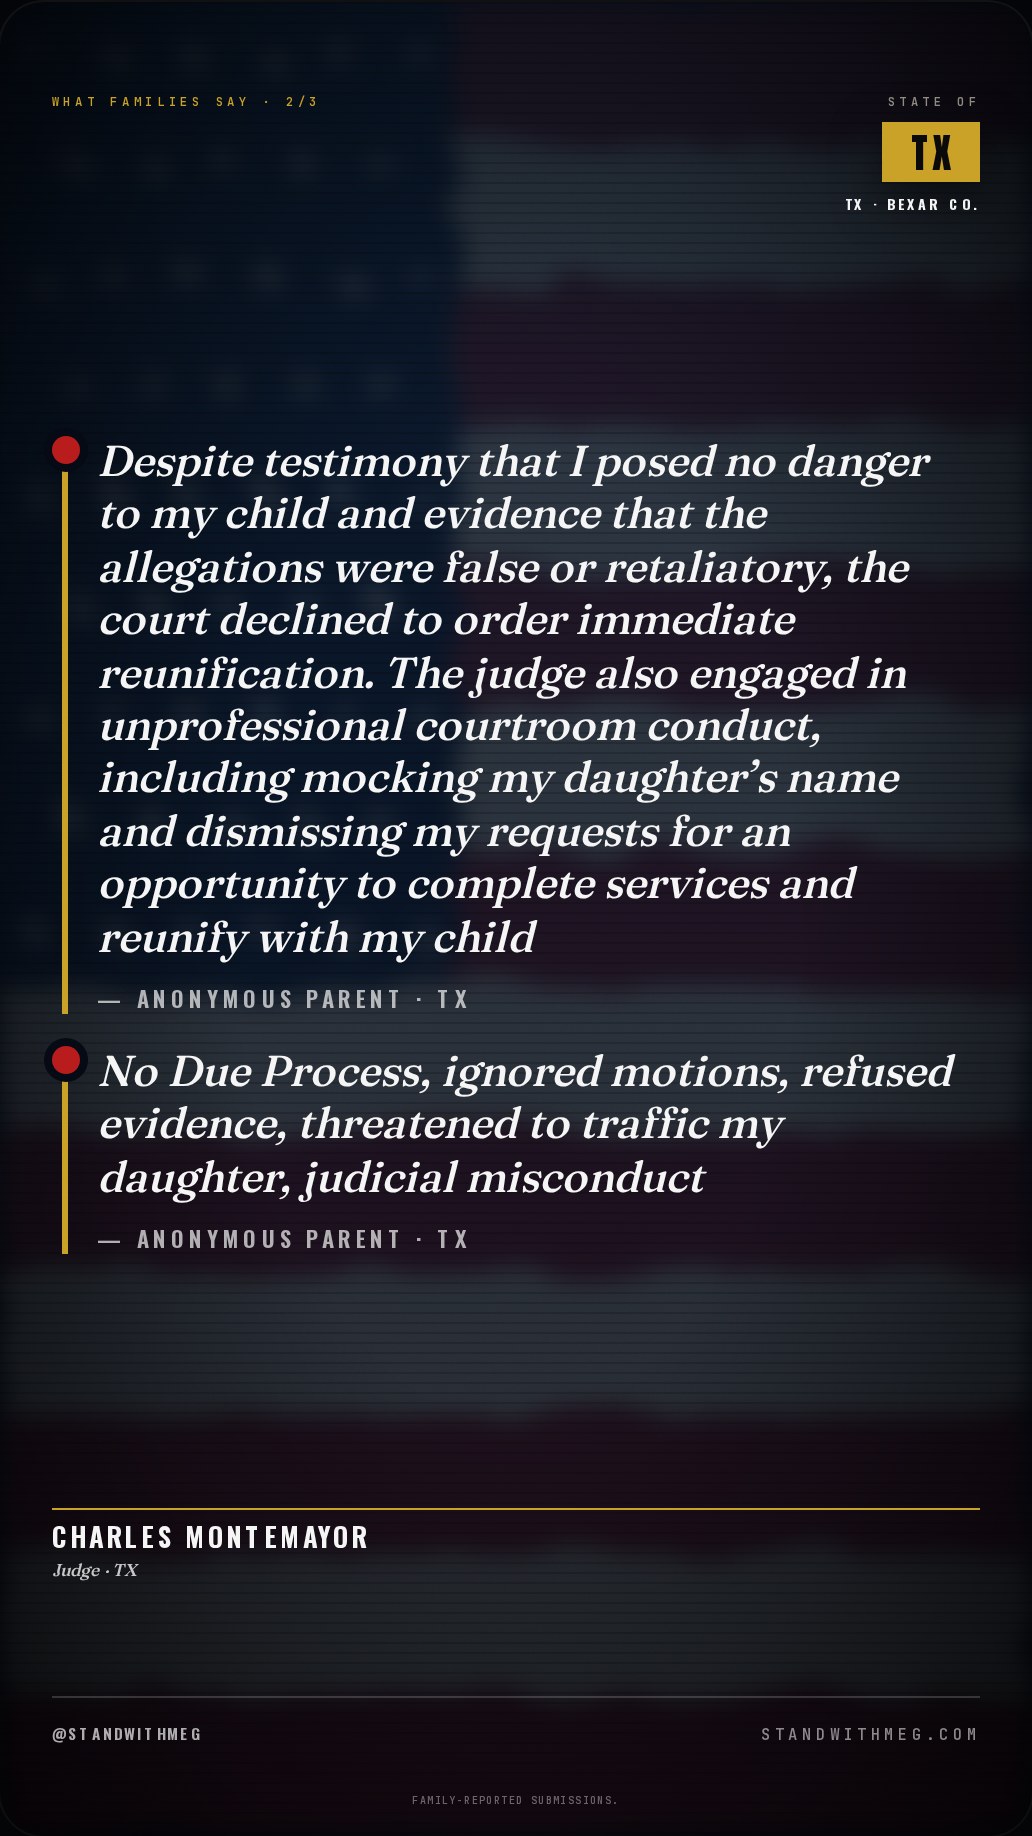 WHAT FAMILIES SAY · 2/3
STATE OF
TX
TX · BEXAR CO.
Despite testimony that I posed no danger
to my child and evidence that the
allegations were false or retaliatory, the
court declined to order immediate
reunification. The judge also engaged in
unprofessional courtroom conduct,
including mocking my daughter’s name
and dismissing my requests for an
opportunity to complete services and
reunify with my child
— ANONYMOUS PARENT · TX
No Due Process, ignored motions, refused
evidence, threatened to traffic my
daughter, judicial misconduct
— ANONYMOUS PARENT · TX
CHARLES MONTEMAYOR
Judge · TX
@STANDWITHMEG
STANDWITHMEG.COM
FAMILY-REPORTED SUBMISSIONS.